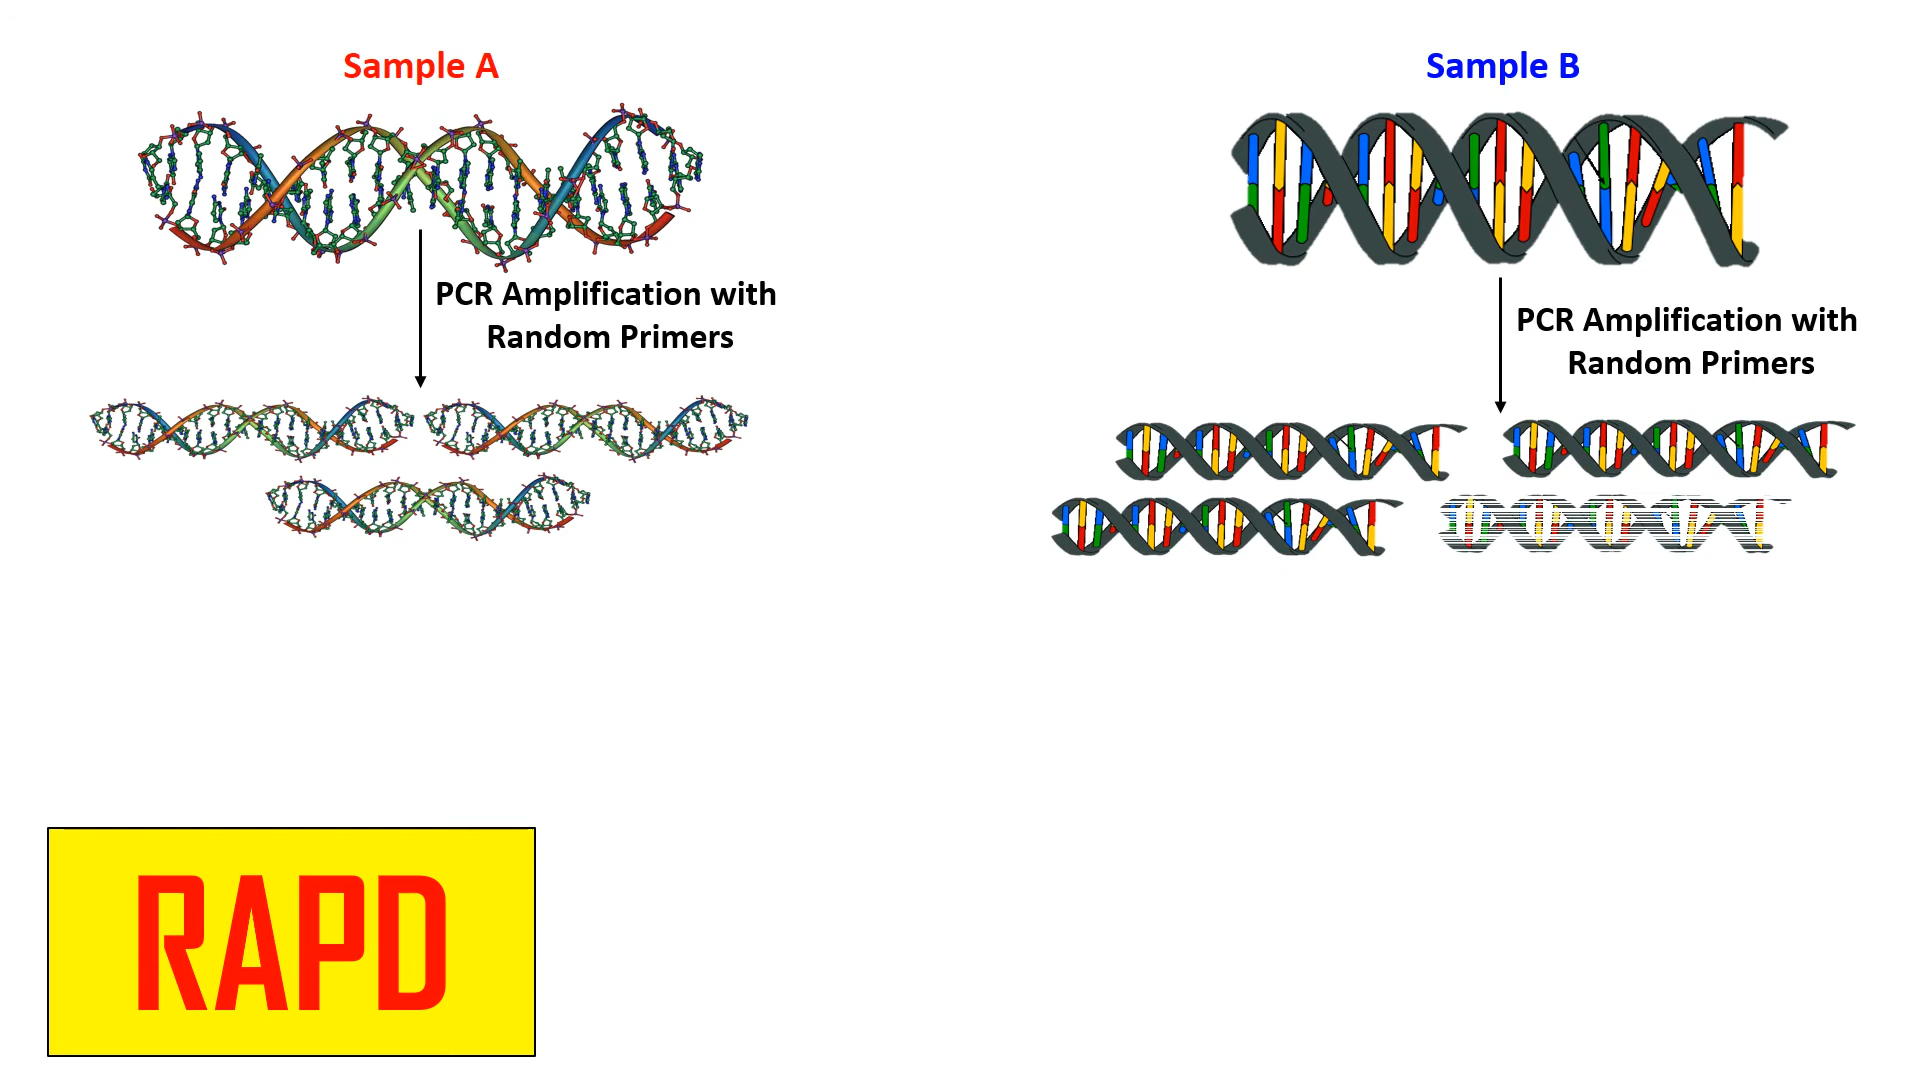 Sample A
Sample B
PCR Amplification with
Random Primers
PCR Amplification with
Random Primers
RAPD